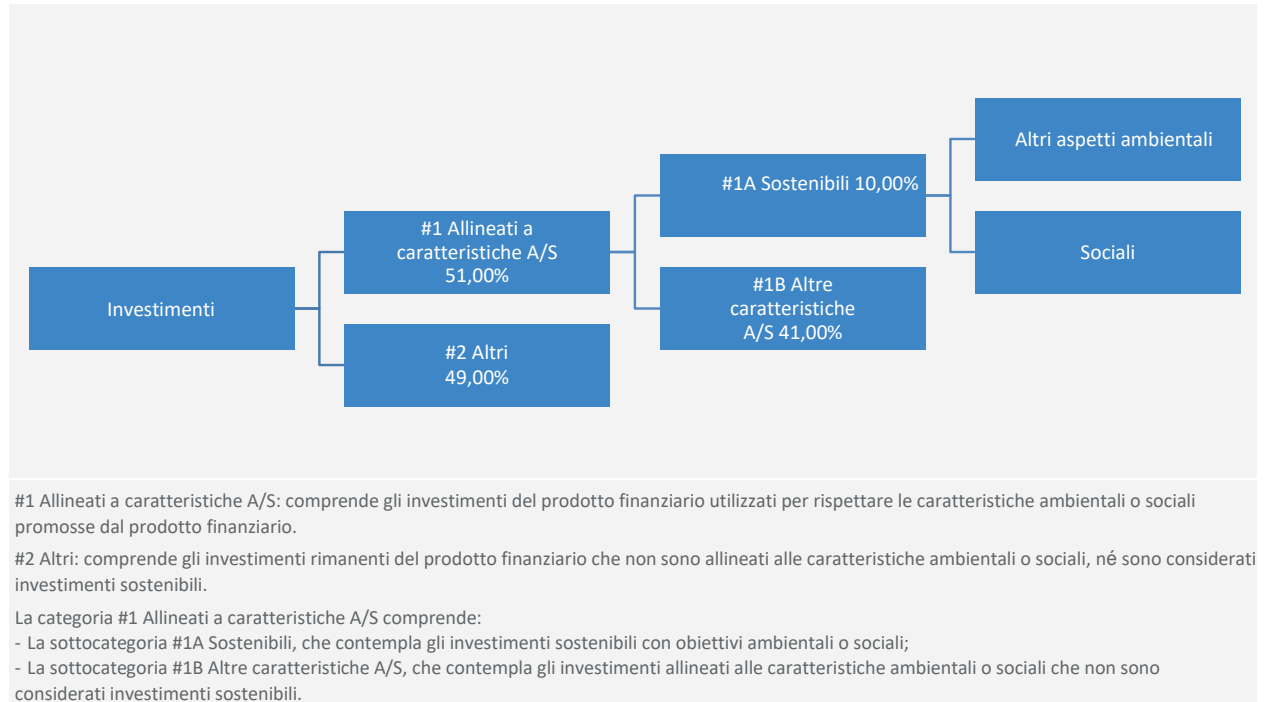 Altri aspetti ambientali
#1A Sostenibili 10,00%
#1 Allineati a
caratteristiche A/S
51,00%
Sociali
Investimenti
#1B Altre
caratteristiche
A/S 41,00%
#2 Altri
49,00%
#1 Allineati a caratteristiche A/S: comprende gli investimenti del prodotto finanziario utilizzati per rispettare le caratteristiche ambientali o sociali
promosse dal prodotto finanziario.
#2 Altri: comprende gli investimenti rimanenti del prodotto finanziario che non sono allineati alle caratteristiche ambientali o sociali, né sono considerati
investimenti sostenibili.
La categoria #1 Allineati a caratteristiche A/S comprende:
- La sottocategoria #1A Sostenibili, che contempla gli investimenti sostenibili con obiettivi ambientali o sociali;
- La sottocategoria #1B Altre caratteristiche A/S, che contempla gli investimenti allineati alle caratteristiche ambientali o sociali che non sono
considerati investimenti sostenibili.